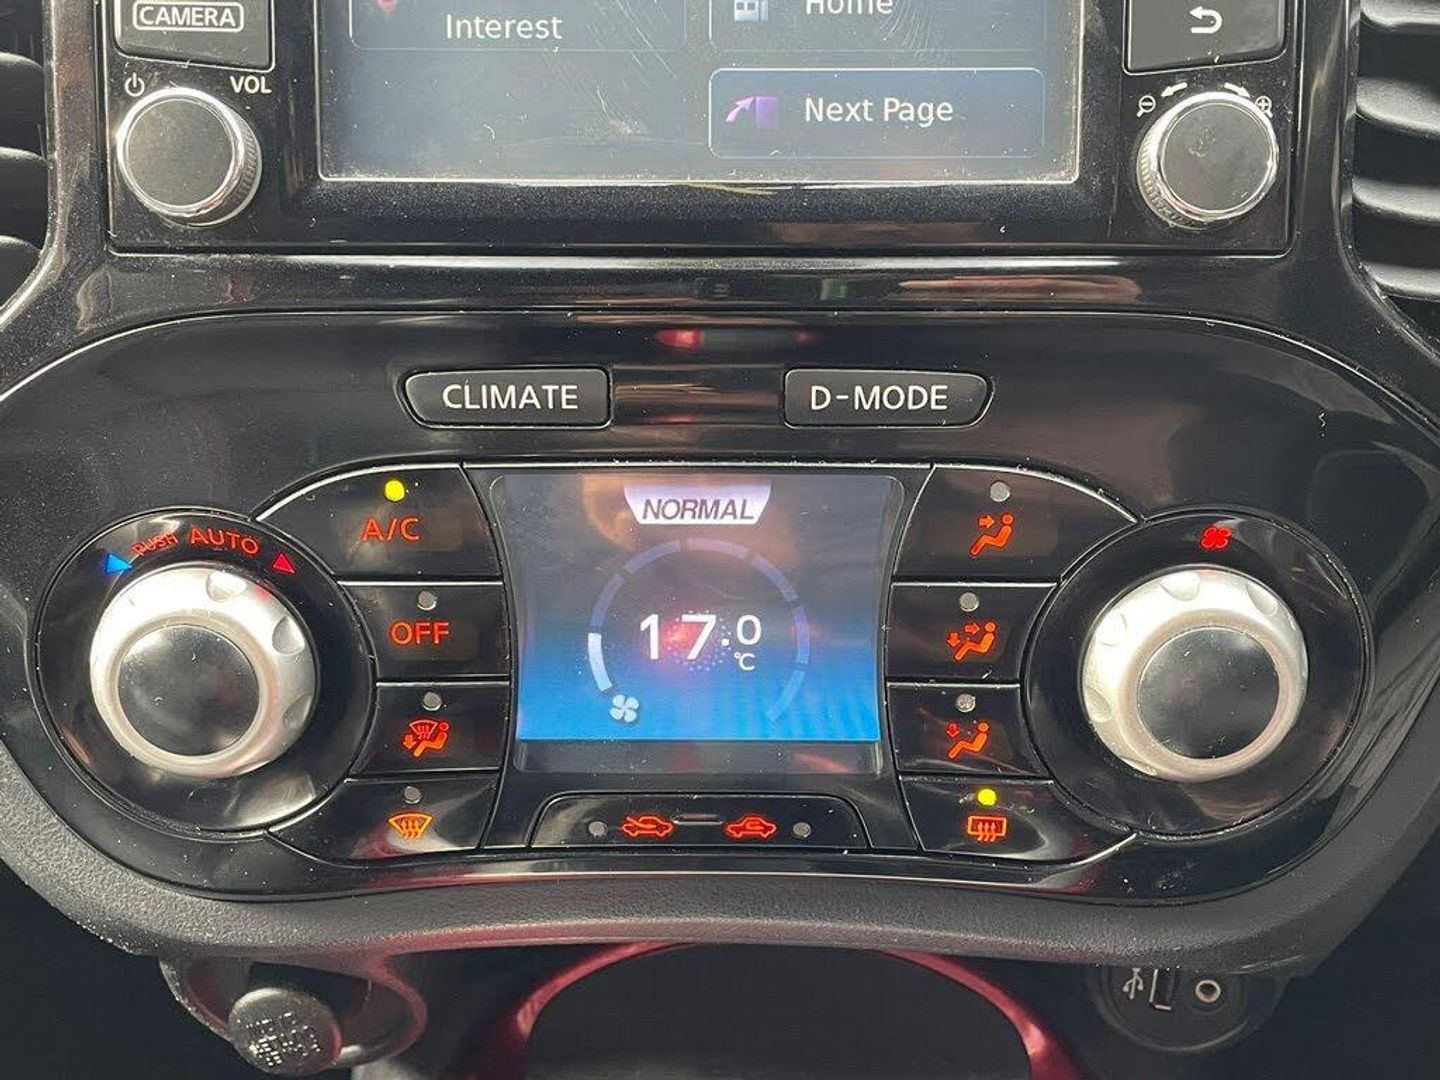 CAMERA
Interest
Home
Next Page
VOL
CLIMATE
D-MODE
NORMAL
A/C
PUSH AUTO
OFF
17.0
°C